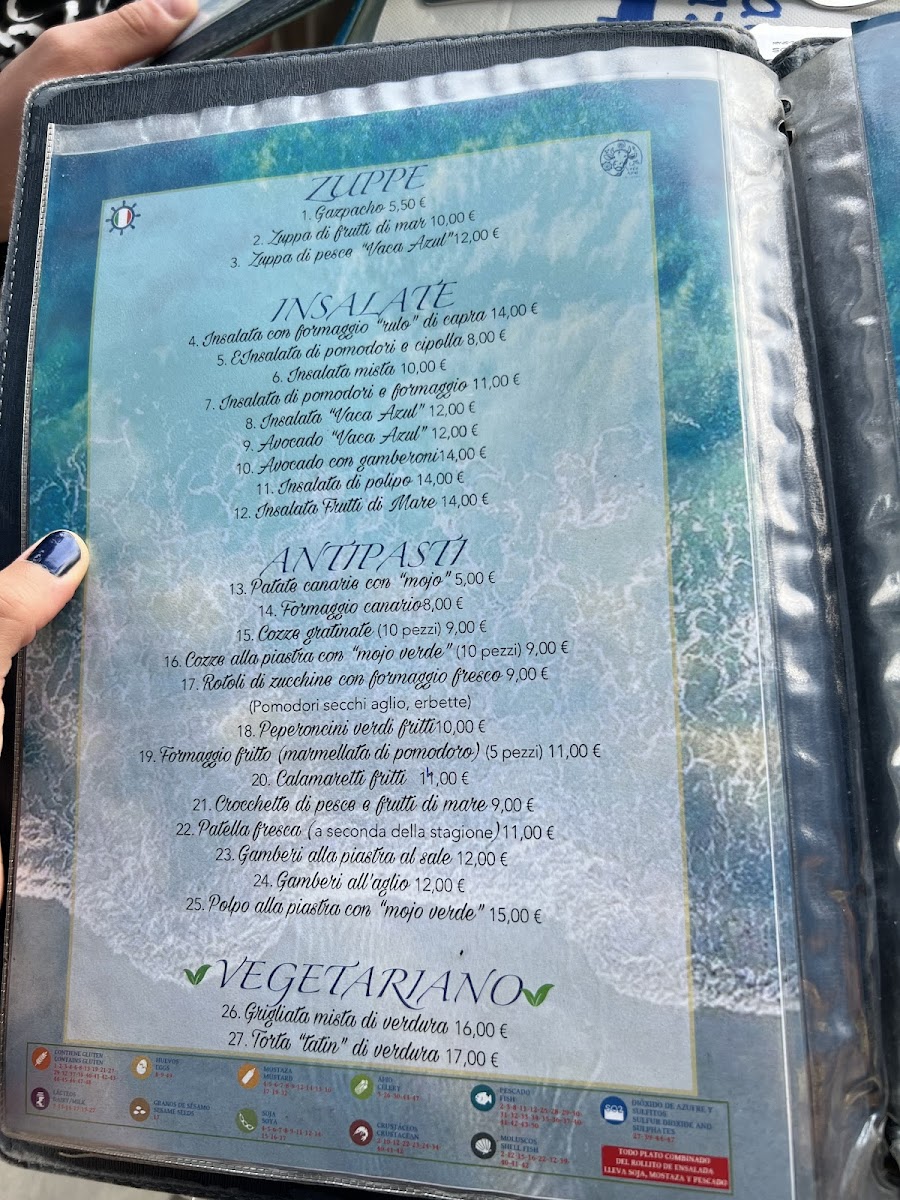 ZUPPE
1. Gazpacho 5,50 €
2. Zuppa di frutti di mar 10,00 €
3. Zuppa di pesce "Vaca Azul"12,00 €
INSALATE
4. Insalata con formaggio "rulo" di capra 14,00 €
5. EInsalata di pomodori e cipolla 8,00 €
6. Insalata mista 10,00 €
7. Insalata di pomodori e formaggio 11,00 €
8. Insalata "Vaca Azul" 12,00 €
9. Avocado "Vaca Azul" 12,00 €
10. Avocado con gamberoni14,00 €
11. Insalata di polipo 14,00 €
12. Insalata Frutti di Mare 14,00 €
ANTIPASTI
13. Patate canarie con "mojo" 5,00 €
14. Formaggio canario8,00 €
15. Cozze gratinate (10 pezzi) 9,00 €
16. Cozze alla piastra con "mojo verde" (10 pezzi) 9,00 €
17. Rotoli di zucchine con formaggio fresco 9,00 €
(Pomodori secchi aglio, erbette)
18. Peperoncini verdi fritti10,00 €
19. Formaggio fritto (marmellata di pomodoro) (5 pezzi) 11,00 €
20. Calamaretti fritti 14,00 €
21. Crocchette di pesce e frutti di mare 9,00 €
22. Patella fresca (a seconda della stagione)11,00 €
23. Gamberi alla piastra al sale 12,00 €
24. Gamberi all'aglio 12,00 €
25. Polpo alla piastra con "mojo verde" 15,00 €
VEGETARIANO
26. Grigliata mista di verdura 16,00 €
27. Torta "tatin" di verdura 17,00 €
CONTIENE GLUTEN
CONTAINS GLUTEN
HUEVOS
EGGS
MOSTAZA
MUSTARD
APIO
CELERY
PESCADO
FISH
DIÓXIDO DE AZUFRE Y
SULFITOS
SULFUR DIOXIDE AND
SULPHATES
SO2
LÁCTEOS
DAIRY/MILK
GRANOS DE SÉSAMO
SESAME SEEDS
SOJA
SOYA
CRUSTÁCEOS
CRUSTACEAN
MOLUSCOS
SHELL FISH
TODO PLATO COMBINADO
DEL ROLLITO DE ENSALADA
LLEVA SOJA, MOSTAZA Y PESCADO